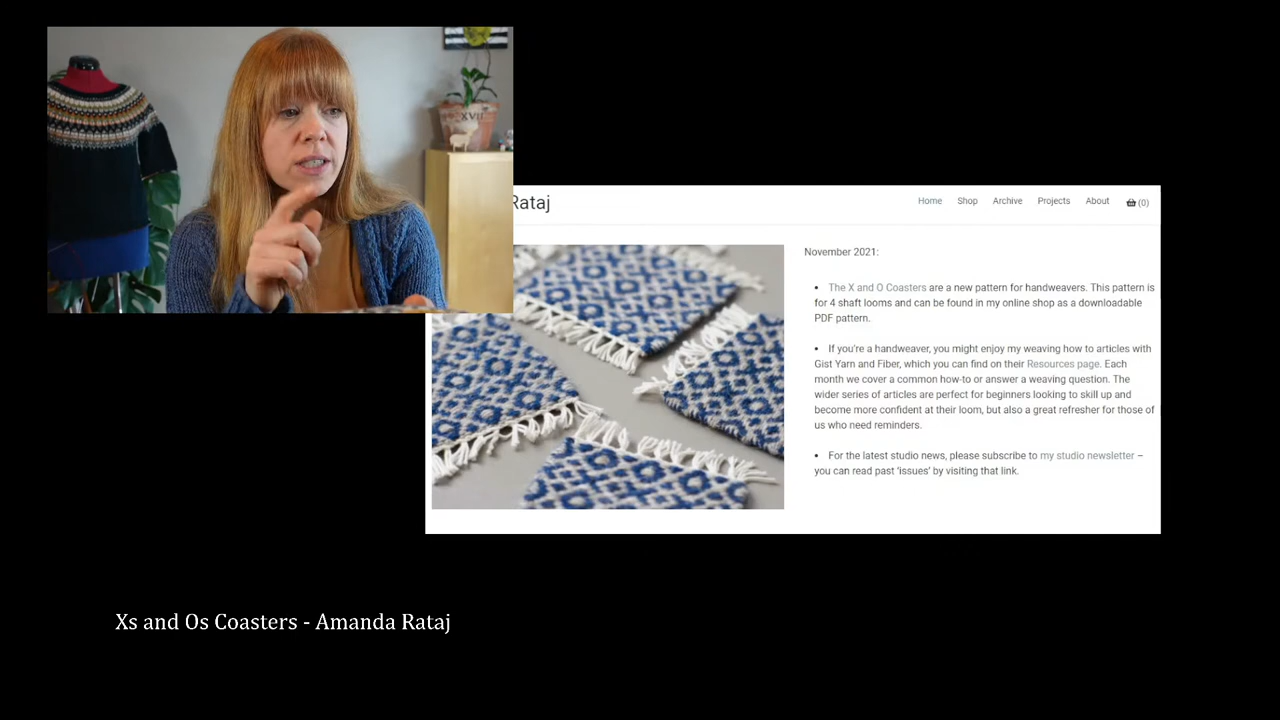 XVII
Rataj
Home Shop Archive Projects About (0)
November 2021:
• The X and O Coasters are a new pattern for handweavers. This pattern is
for 4 shaft looms and can be found in my online shop as a downloadable
PDF pattern.
• If you're a handweaver, you might enjoy my weaving how to articles with
Gist Yarn and Fiber, which you can find on their Resources page. Each
month we cover a common how-to or answer a weaving question. The
wider series of articles are perfect for beginners looking to skill up and
become more confident at their loom, but also a great refresher for those of
us who need reminders.
• For the latest studio news, please subscribe to my studio newsletter –
you can read past 'issues' by visiting that link.
Xs and Os Coasters - Amanda Rataj